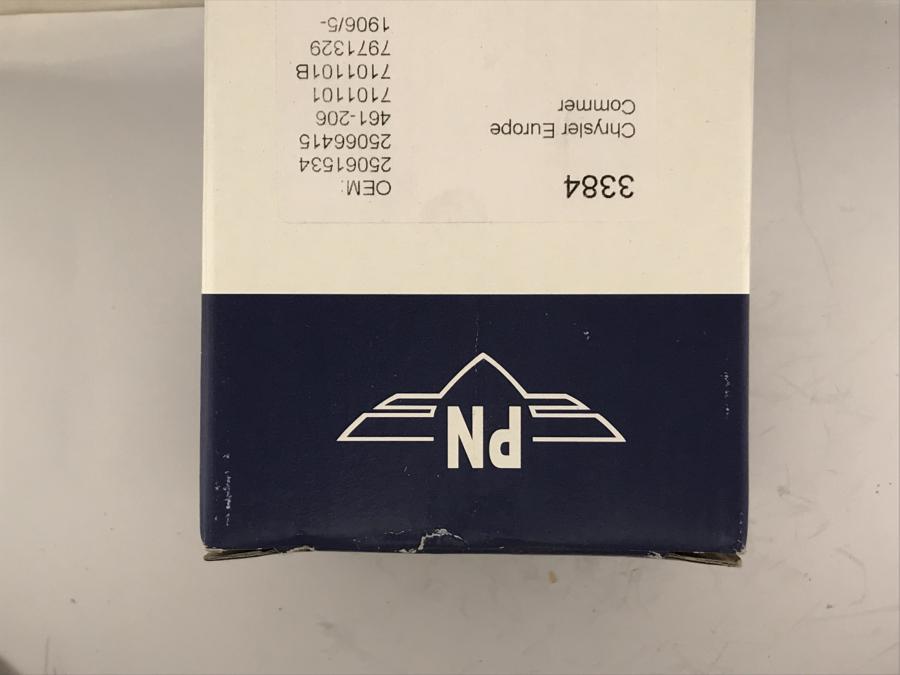 PN
3384
Chrysler Europe
Commer
OEM:
25061534
25066415
461-206
7101101
7101101B
7971329
1906/5-